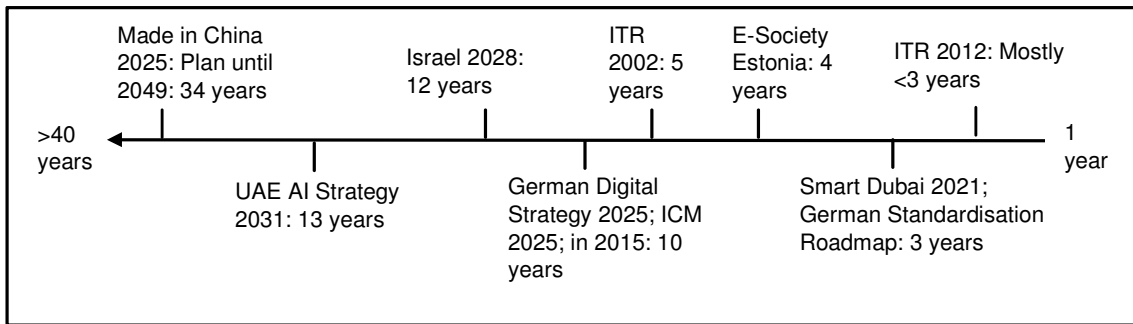 Made in China
2025: Plan until
2049: 34 years
Israel 2028:
12 years
ITR
2002: 5
years
E-Society
Estonia: 4
years
ITR 2012: Mostly
<3 years
>40
years
1
year
UAE AI Strategy
2031: 13 years
German Digital
Strategy 2025; ICM
2025; in 2015: 10
years
Smart Dubai 2021;
German Standardisation
Roadmap: 3 years